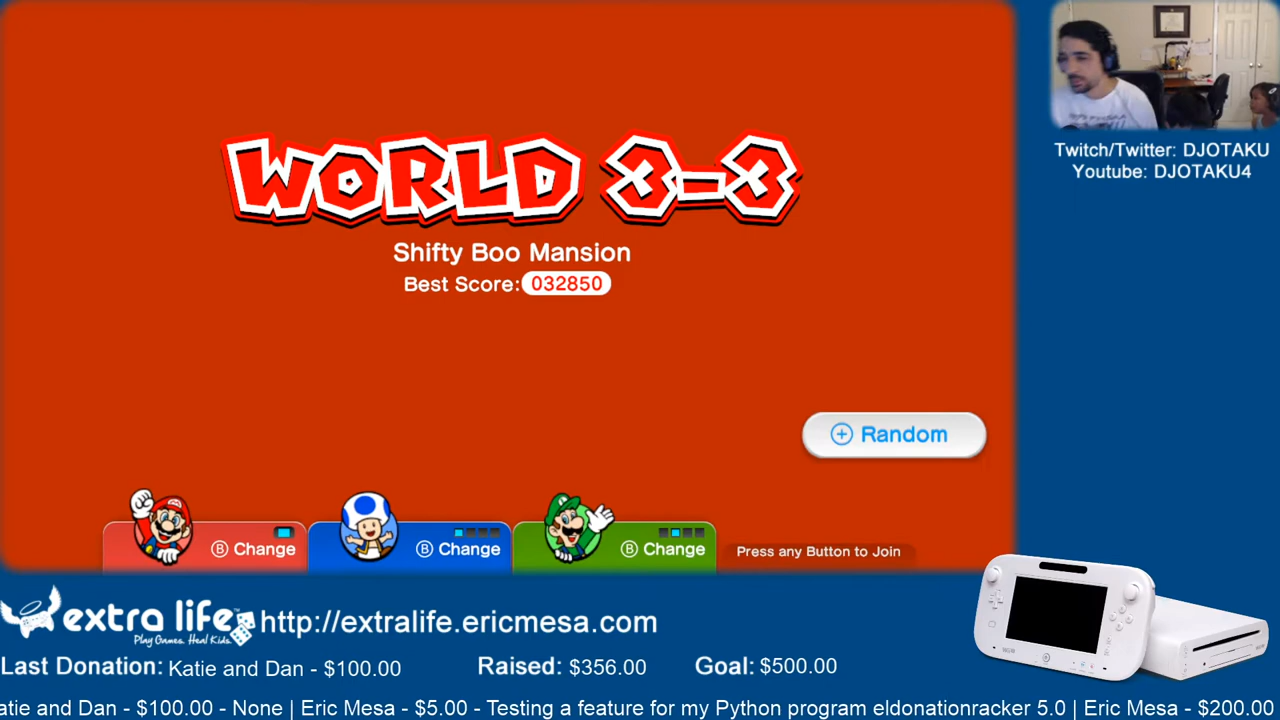 WORLD 3-3
Shifty Boo Mansion
Best Score: 032850
Twitch/Twitter: DJOTAKU
Youtube: DJOTAKU4
+ Random
B Change
B Change
B Change
Press any Button to Join
extra life
Play Games. Heal Kids.
http://extralife.ericmesa.com
Last Donation: Katie and Dan - $100.00
Raised: $356.00
Goal: $500.00
atie and Dan - $100.00 - None | Eric Mesa - $5.00 - Testing a feature for my Python program eldonationracker 5.0 | Eric Mesa - $200.00